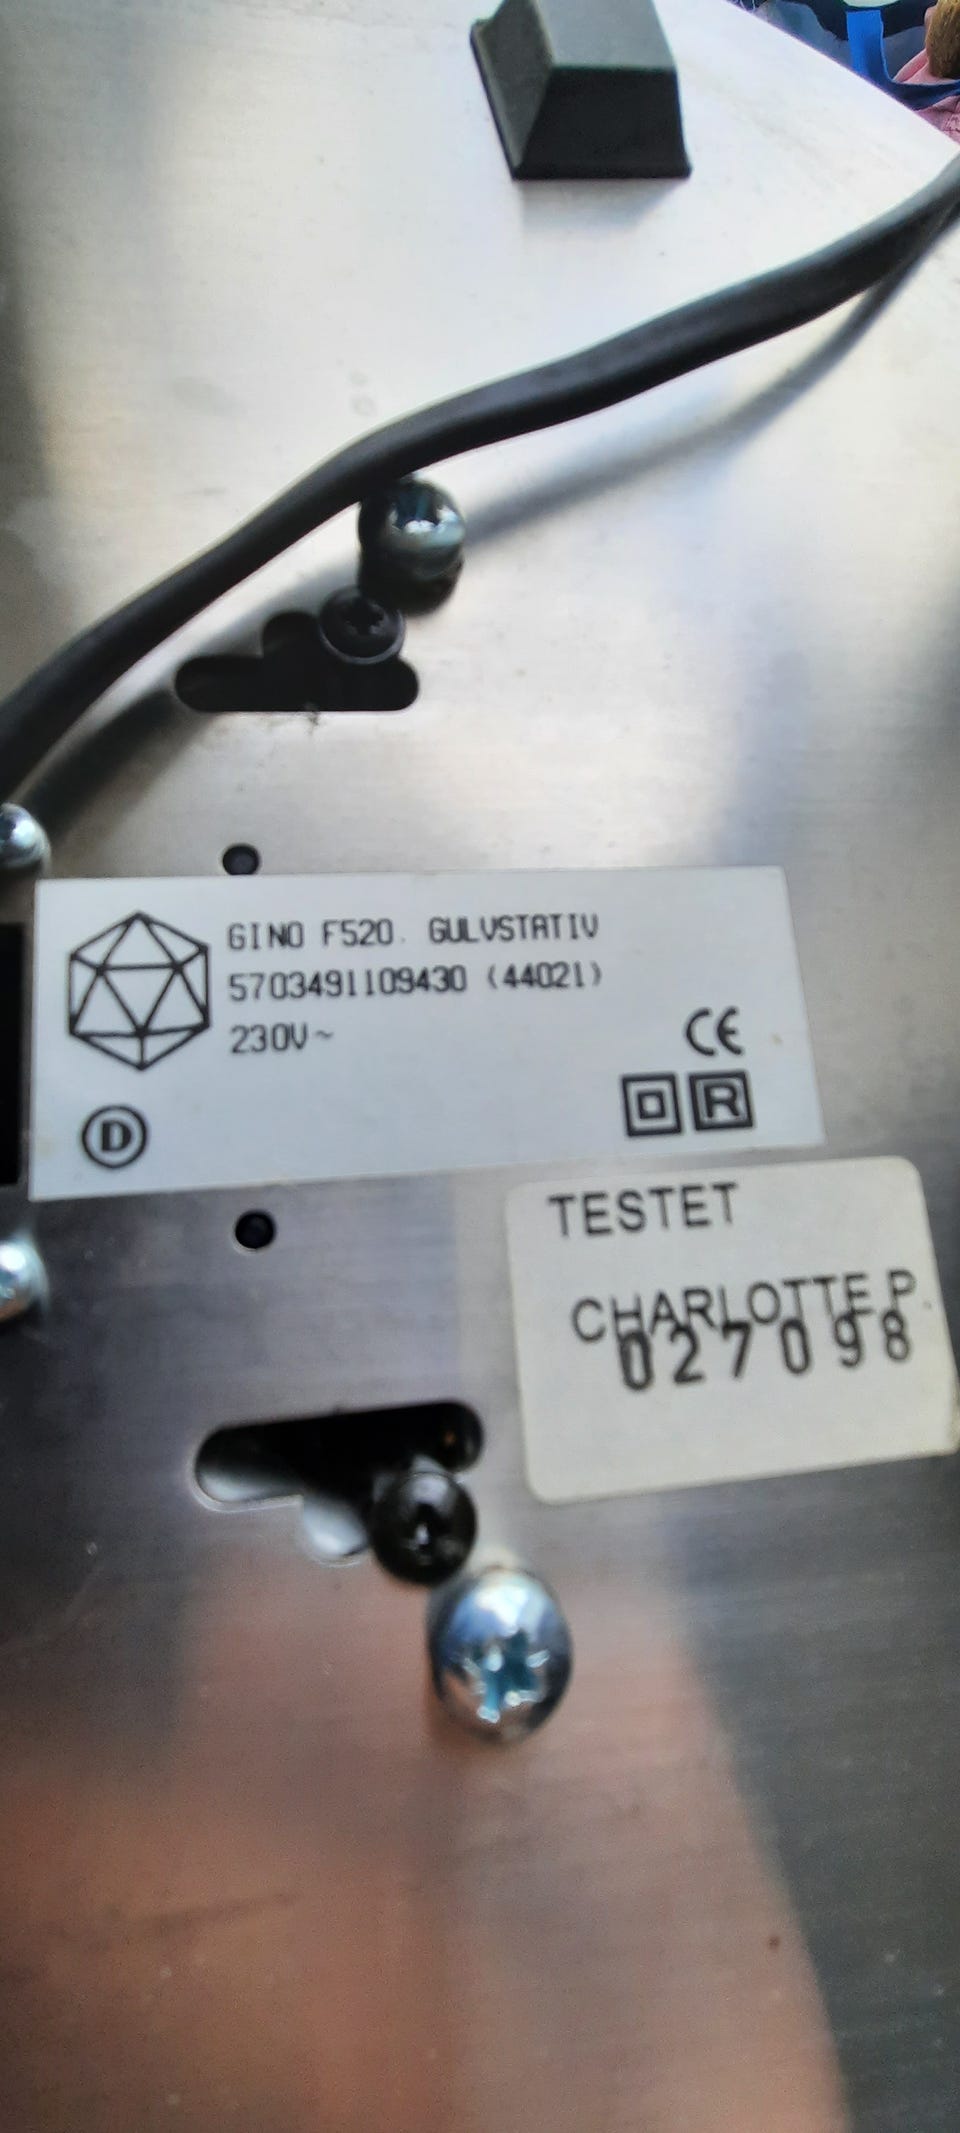 GINO F520. GULVSTATIV
5703491109430 (44021)
230V~
CE
D
D R
TESTET
CHARLOTTE P.
027098